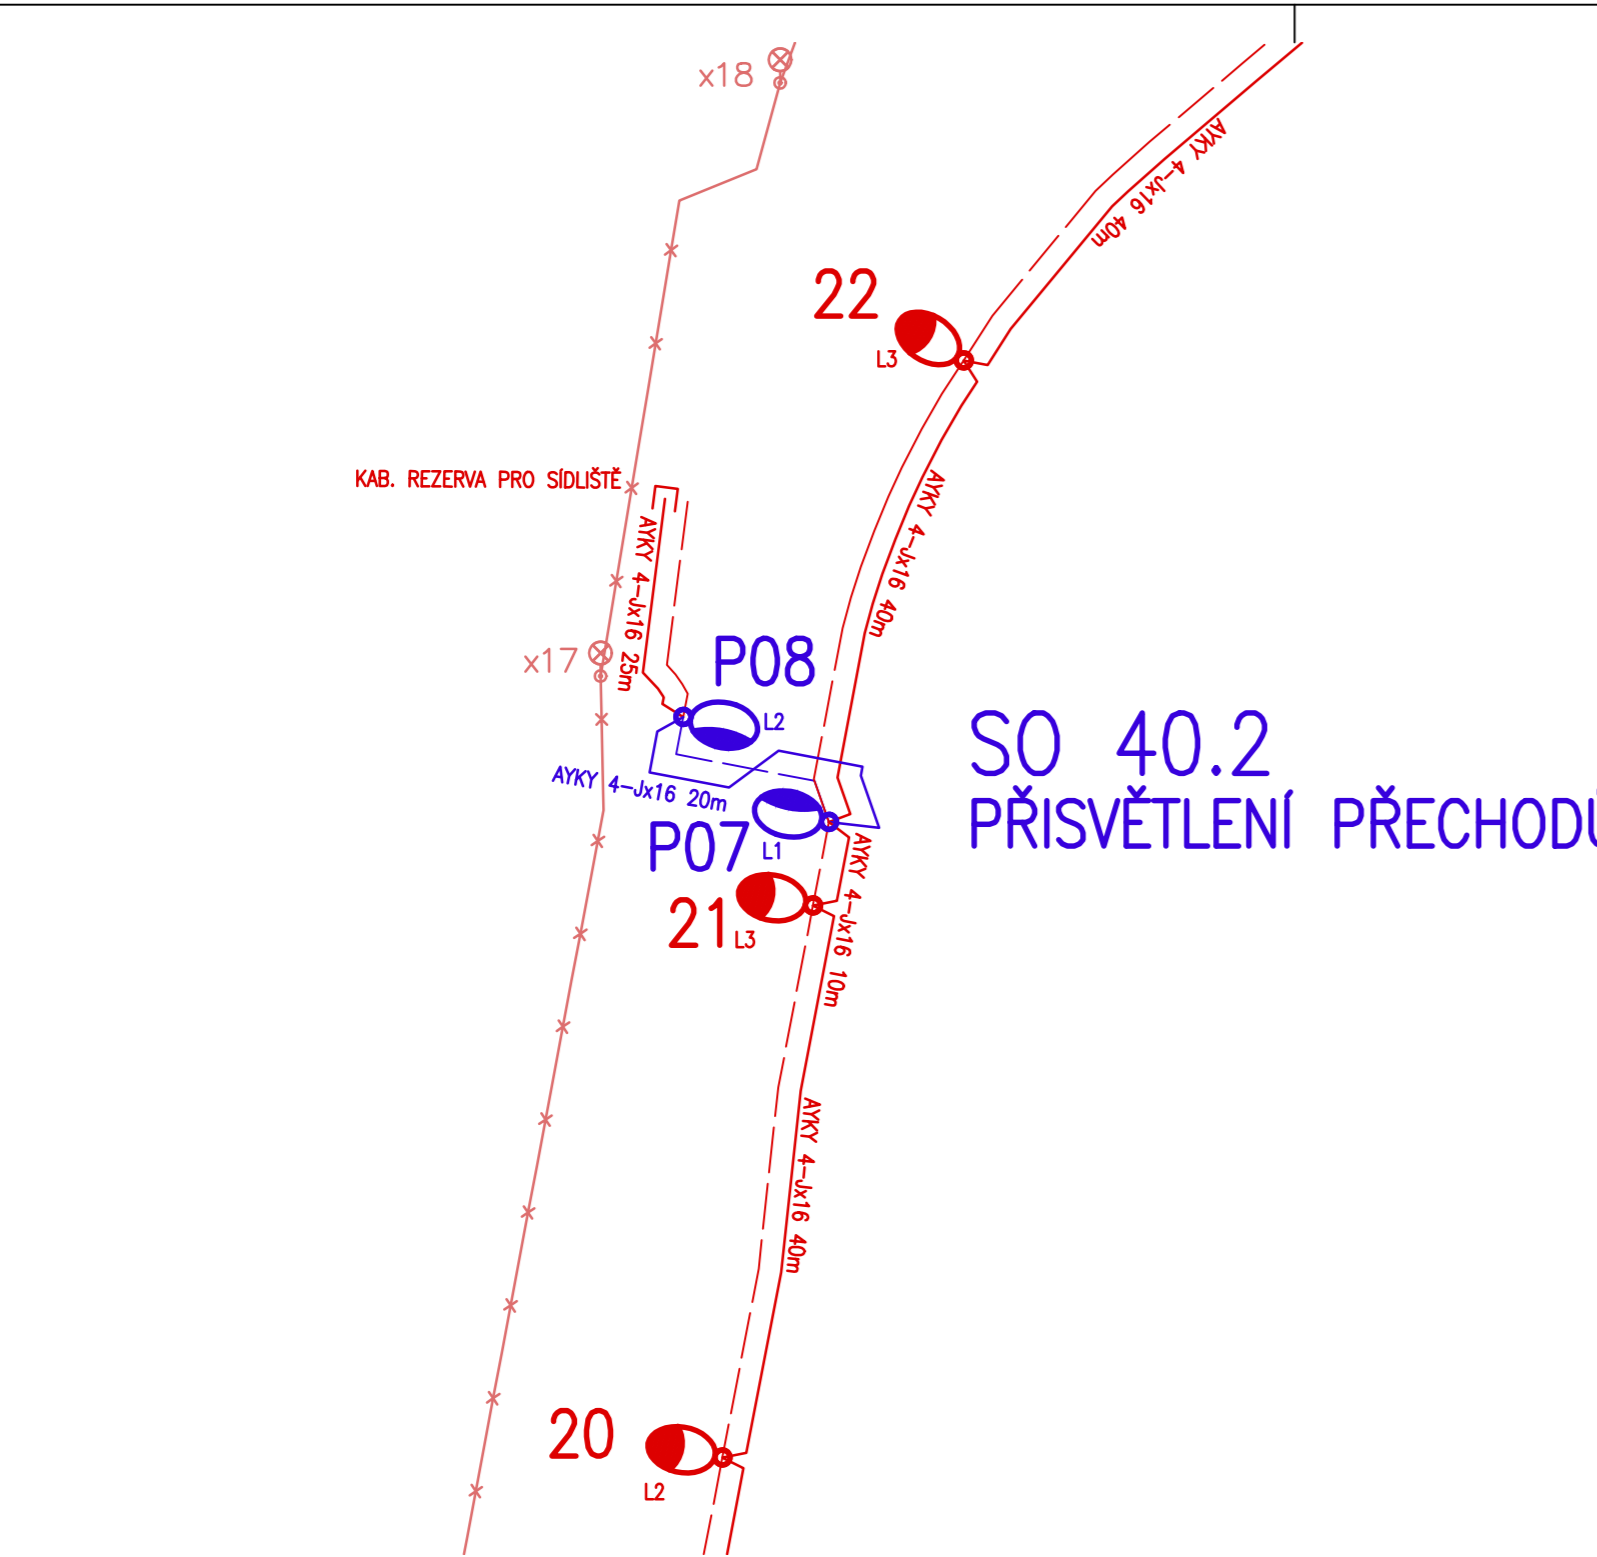 x18
AYKY 4-Jx16 40m
22
L3
KAB. REZERVA PRO SÍDLIŠTĚ
AYKY 4-Jx16 40m
AYKY 4-Jx16 25m
x17
P08
L2
SO 40.2
AYKY 4-Jx16 20m
PŘISVĚTLENÍ PŘECHODŮ
P07
L1
AYKY 4-Jx16 10m
21
L3
AYKY 4-Jx16 40m
20
L2